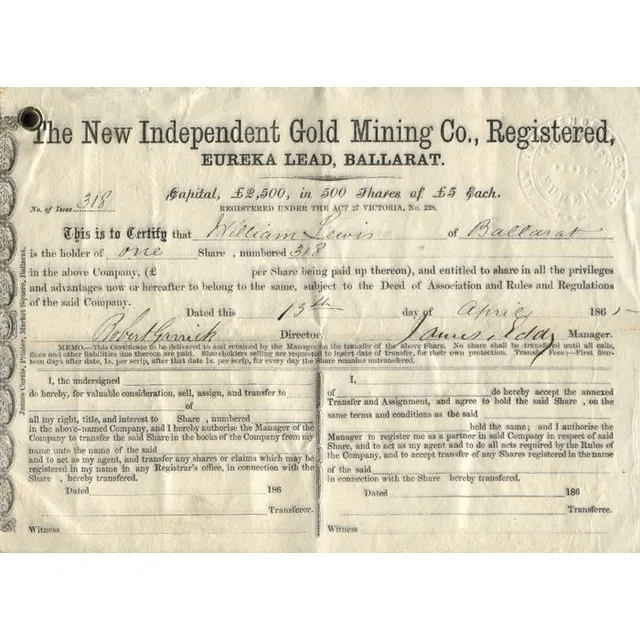 The New Independent Gold Mining Co., Registered,
EUREKA LEAD, BALLARAT.
Capital, £2,500, in 500 Shares of £5 Each.
No. of Issue 318
REGISTERED UNDER THE ACT 27 VICTORIA, No. 228.
This is to Certify that William Lewis of Ballarat
is the holder of one Share , numbered 318
in the above Company, (£ per Share being paid up thereon), and entitled to share in all the privileges
and advantages now or hereafter to belong to the same, subject to the Deed of Association and Rules and Regulations
of the said Company.
Dated this 13th day of April 1865
Robert Garrick Director James Manager.
MEMO.—This Certificate to be delivered to and retained by the Manager in the transfer of the above Share. No share shall be transferred until all calls,
fines and other liabilities due thereon are paid. Shareholders selling are requested to insert date of transfer, for their own protection. Transfer Fees:—First four-
teen days after date, 1s. per scrip, after that date 1s. per scrip, for every day the Share remains untransferred.
I, the undersigned
do hereby, for valuable consideration, sell, assign, and transfer to
of
all my right, title, and interest to Share , numbered
in the above-named Company, and I hereby authorise the Manager of the
Company to transfer the said Share in the books of the Company from my
name unto the name of the said
and to act as my agent, and transfer any shares or claims which may be
registered in my name in any Registrar's office, in connection with the
Share , hereby transferred.
Dated 186
Transferor.
Witness
I,
of do hereby accept the annexed
Transfer and Assignment, and agree to hold the said Share , on the
same terms and conditions as the said
held the same; and I authorise the
Manager to register me as a partner in said Company in respect of said
Share, and to act as my agent and to do all acts required by the Rules of
the Company, and to accept transfer of any Shares registered in the name
of the said
in connection with the Share hereby transferred.
Dated 186
Transferee.
Witness
James Curtis, Printer, Market Square, Ballarat.